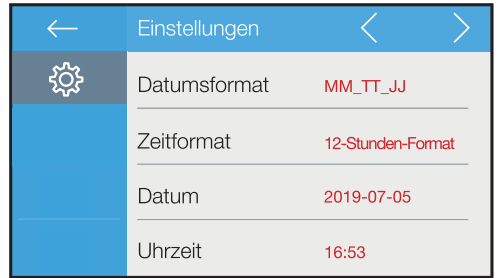 Einstellungen
Datumsformat MM_TT_JJ
Zeitformat 12-Stunden-Format
Datum 2019-07-05
Uhrzeit 16:53